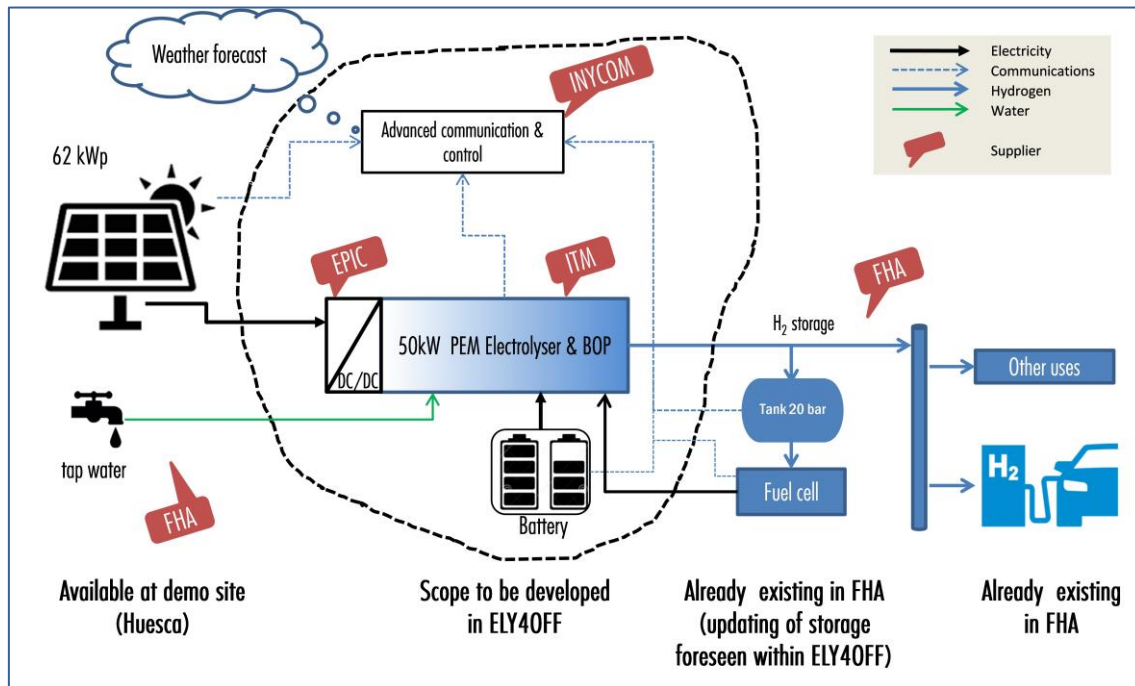 Weather forecast
INYCOM
Advanced communication &
control
Electricity
Communications
Hydrogen
Water
Supplier
62 kWp
EPIC
ITM
FHA
DC/DC
50kW PEM Electrolyser & BOP
H2 storage
Other uses
Tank 20 bar
tap water
FHA
Battery
Fuel cell
H2
Available at demo site
(Huesca)
Scope to be developed
in ELY4OFF
Already existing in FHA
(updating of storage
foreseen within ELY4OFF)
Already existing
in FHA